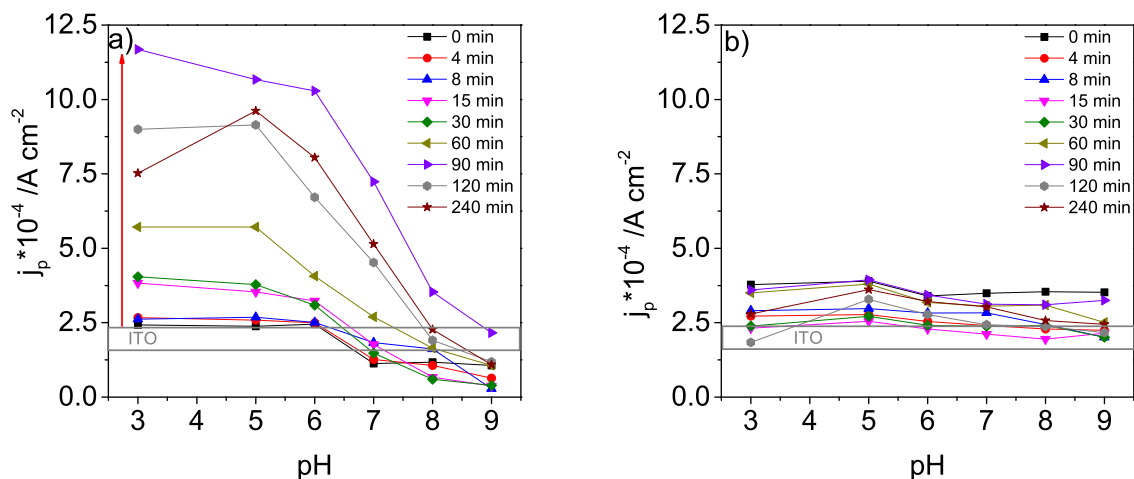 a)
12.5
10.0
7.5
5.0
2.5
0.0
j_p*10^-4 /A cm^-2
0 min
4 min
8 min
15 min
30 min
60 min
90 min
120 min
240 min
ITO
3 4 5 6 7 8 9
pH
b)
12.5
10.0
7.5
5.0
2.5
0.0
j_p*10^-4 /A cm^-2
0 min
4 min
8 min
15 min
30 min
60 min
90 min
120 min
240 min
ITO
3 4 5 6 7 8 9
pH